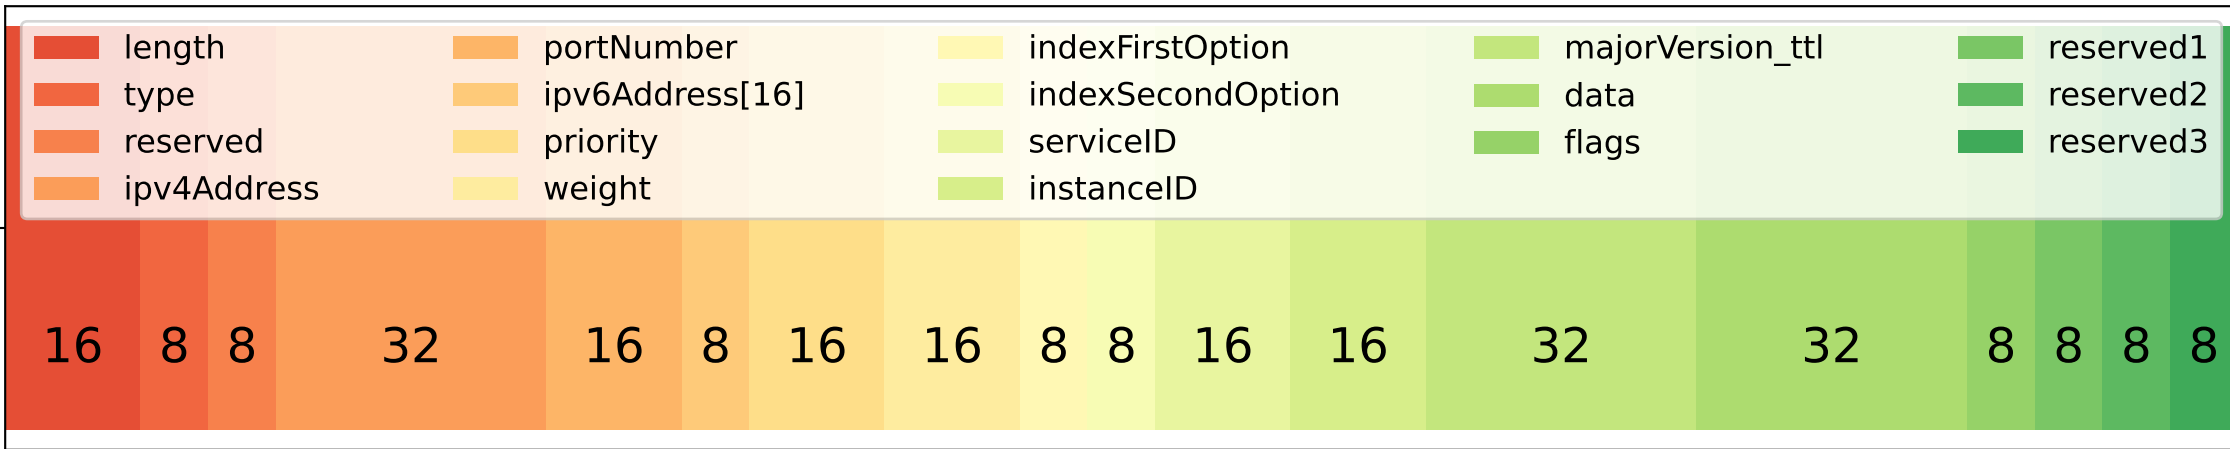 length
type
reserved
ipv4Address
portNumber
ipv6Address[16]
priority
weight
indexFirstOption
indexSecondOption
serviceID
instanceID
majorVersion_ttl
data
flags
reserved1
reserved2
reserved3
16 8 8 32 16 8 16 16 8 8 16 16 32 32 8 8 8 8